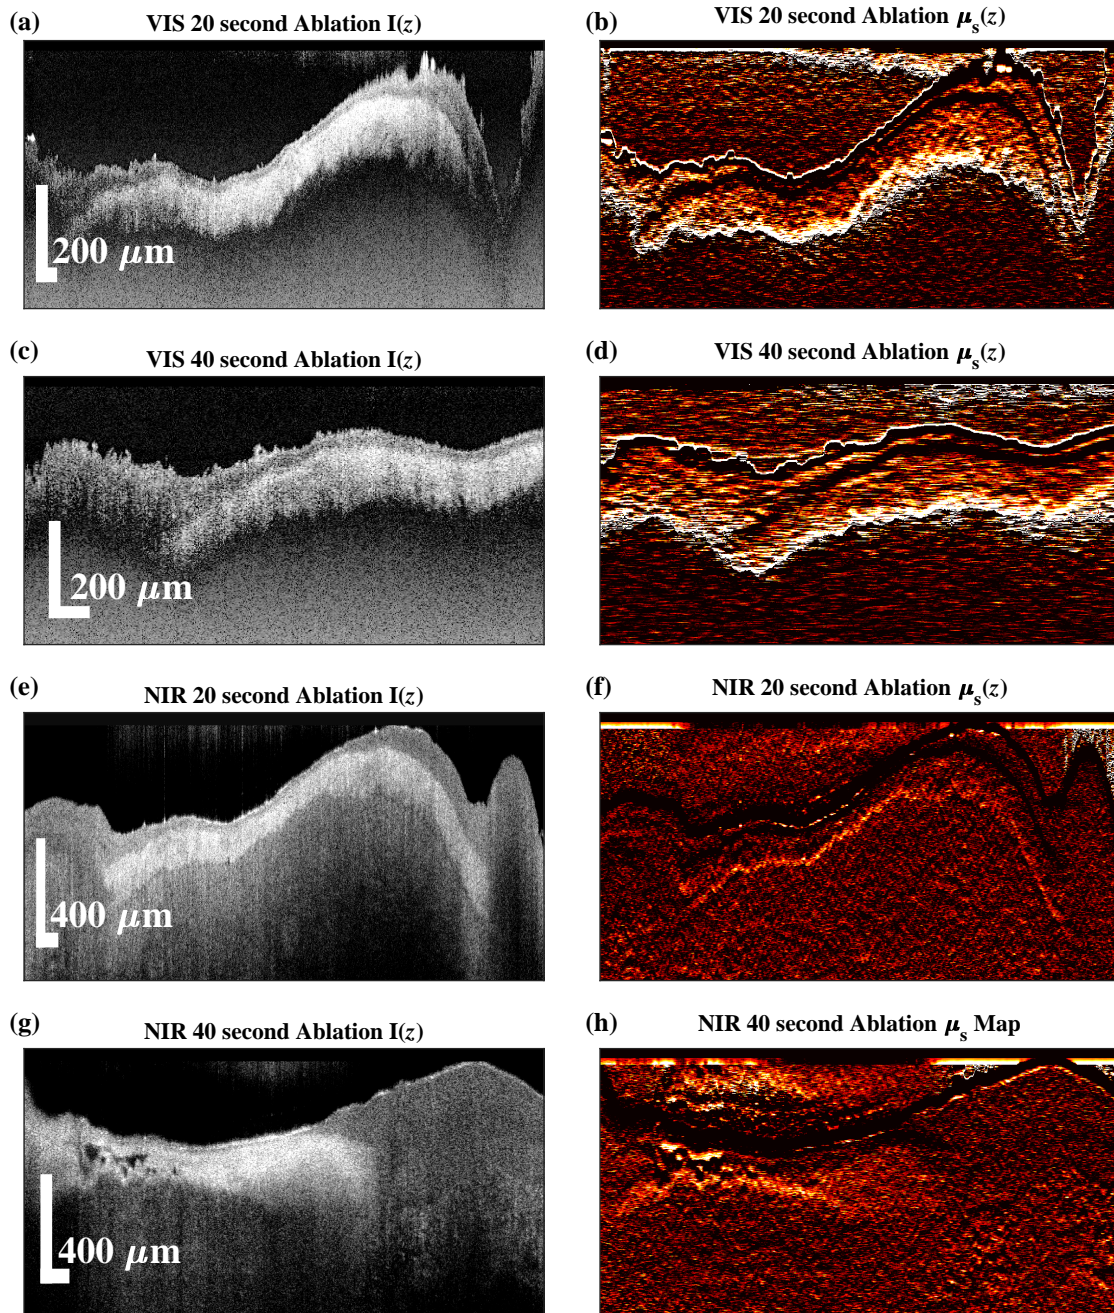 (a) VIS 20 second Ablation I(z)
(b) VIS 20 second Ablation μs(z)
200 μm
(c) VIS 40 second Ablation I(z)
(d) VIS 40 second Ablation μs(z)
200 μm
(e) NIR 20 second Ablation I(z)
(f) NIR 20 second Ablation μs(z)
400 μm
(g) NIR 40 second Ablation I(z)
(h) NIR 40 second Ablation μs Map
400 μm